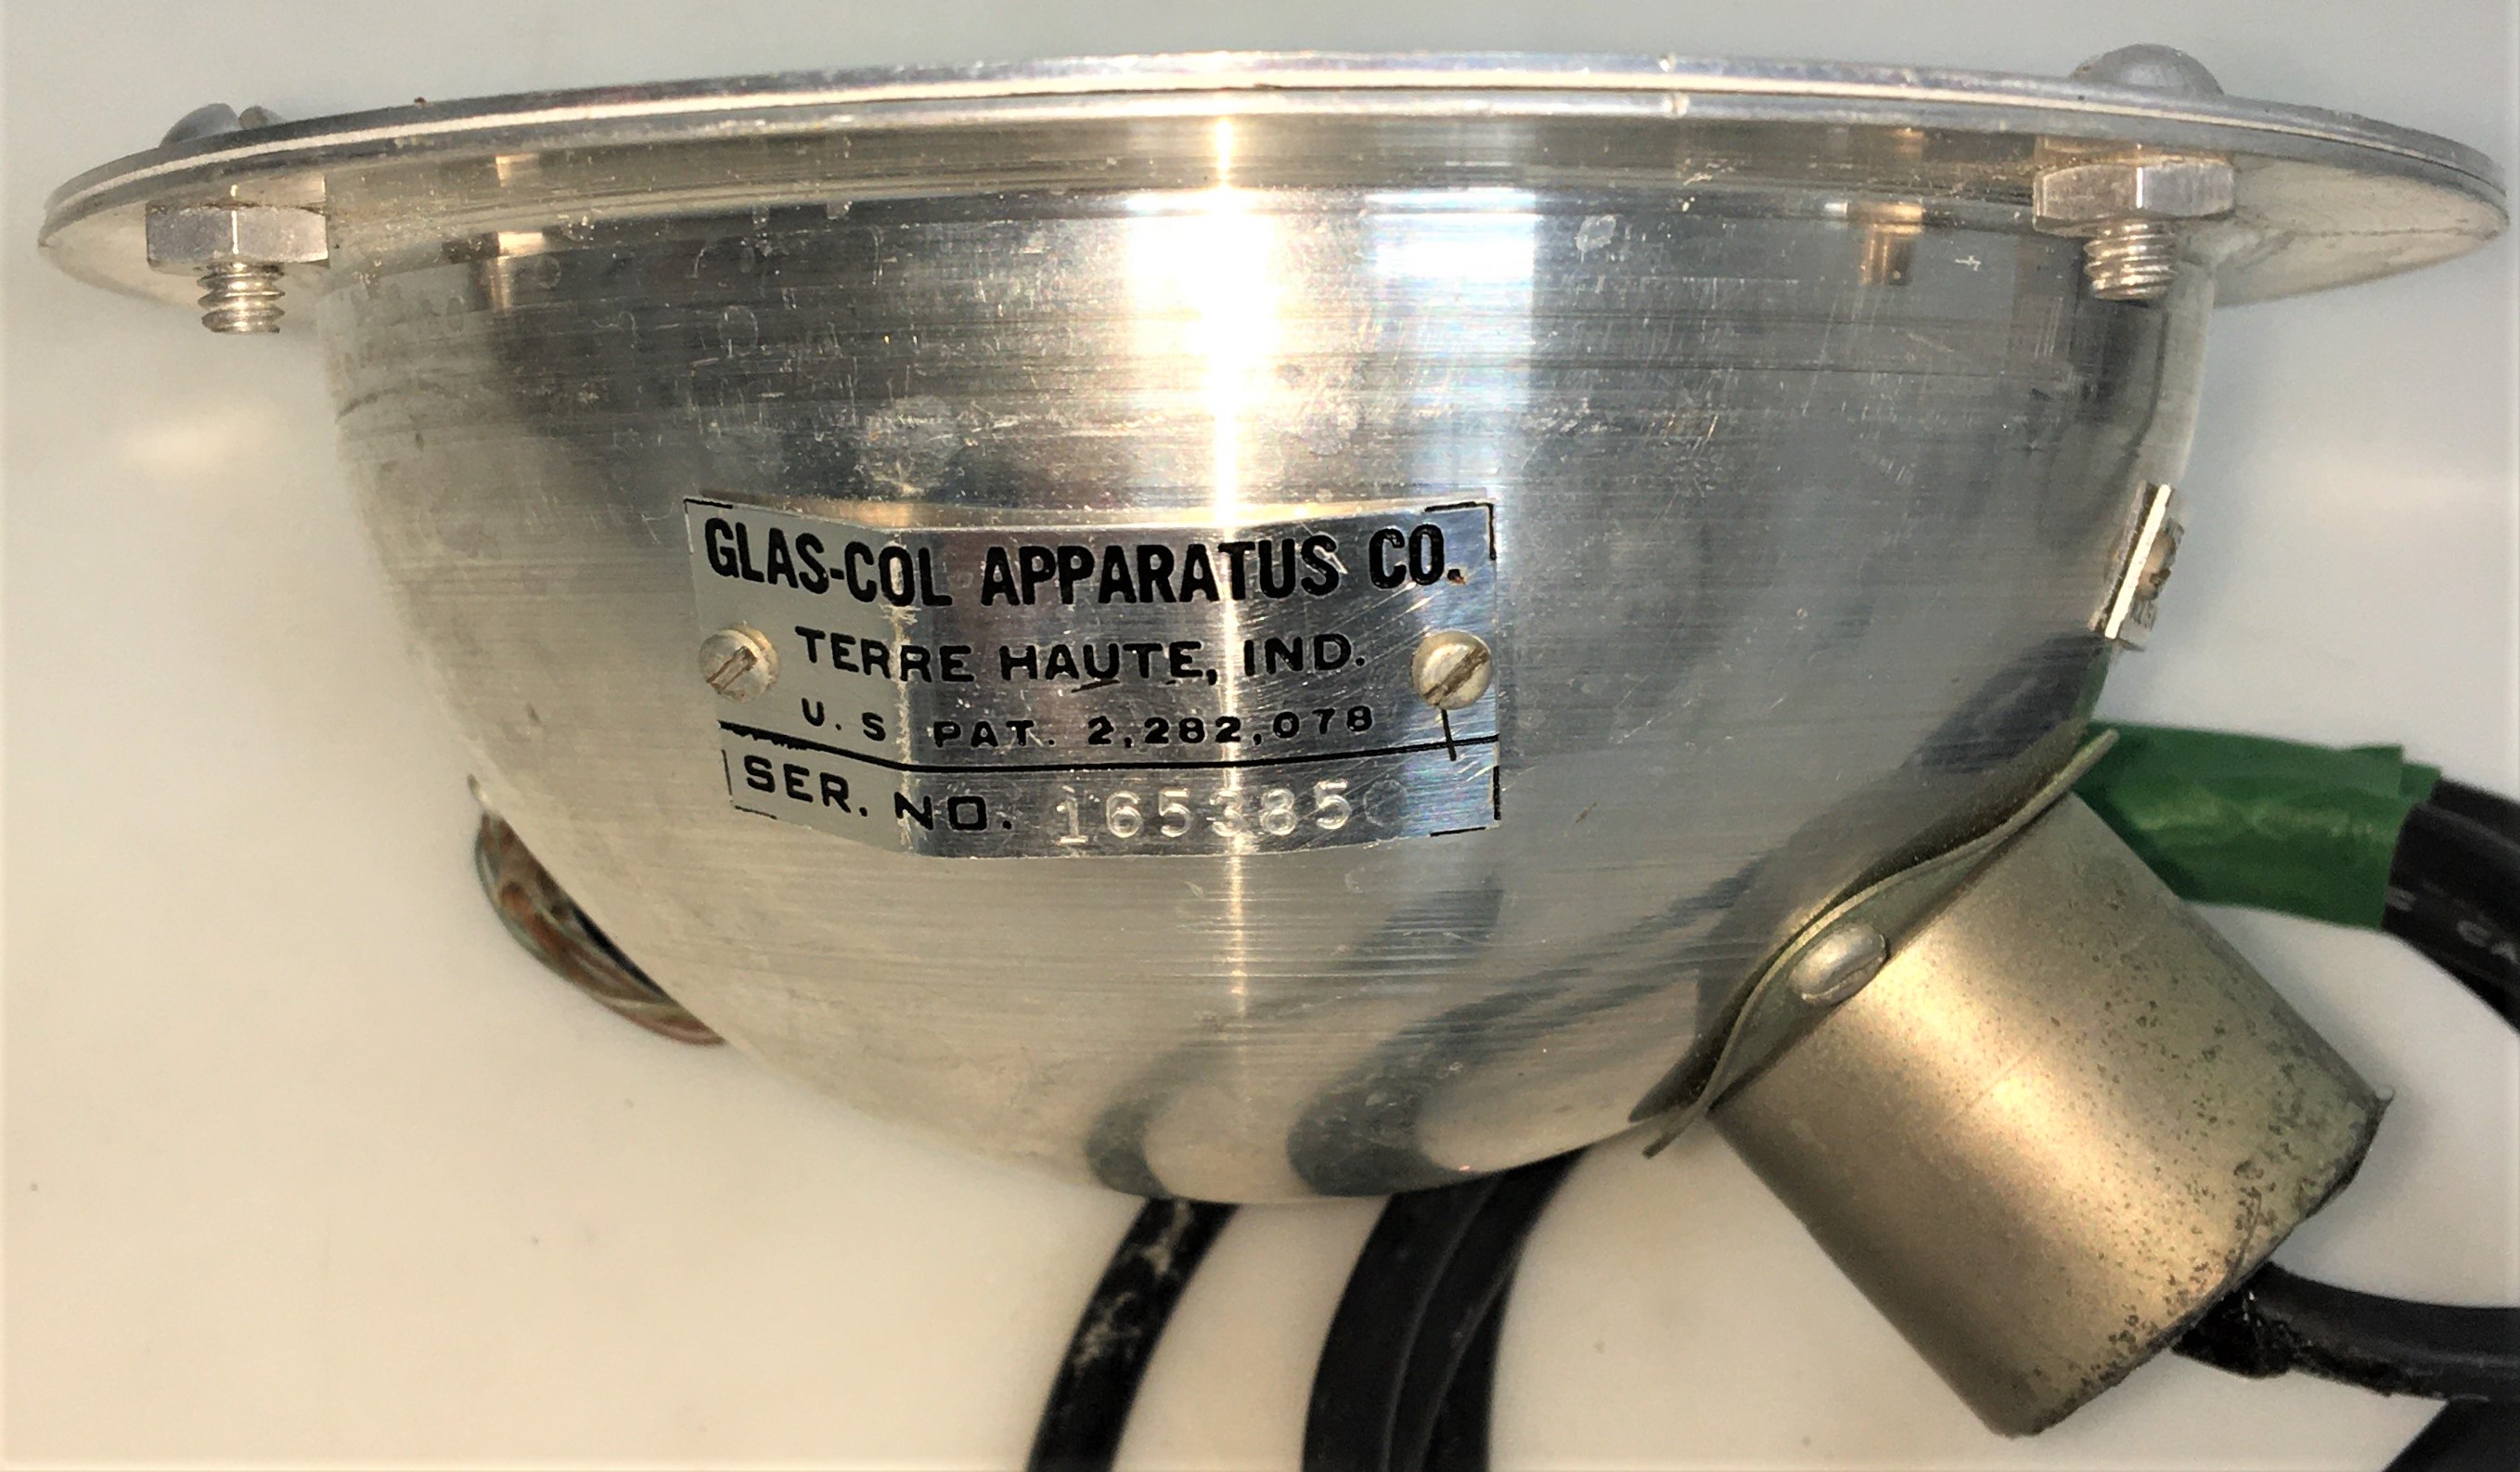 GLAS-COL APPARATUS CO.
TERRE HAUTE, IND.
U. S PAT. 2,282,078
SER. NO. 165385